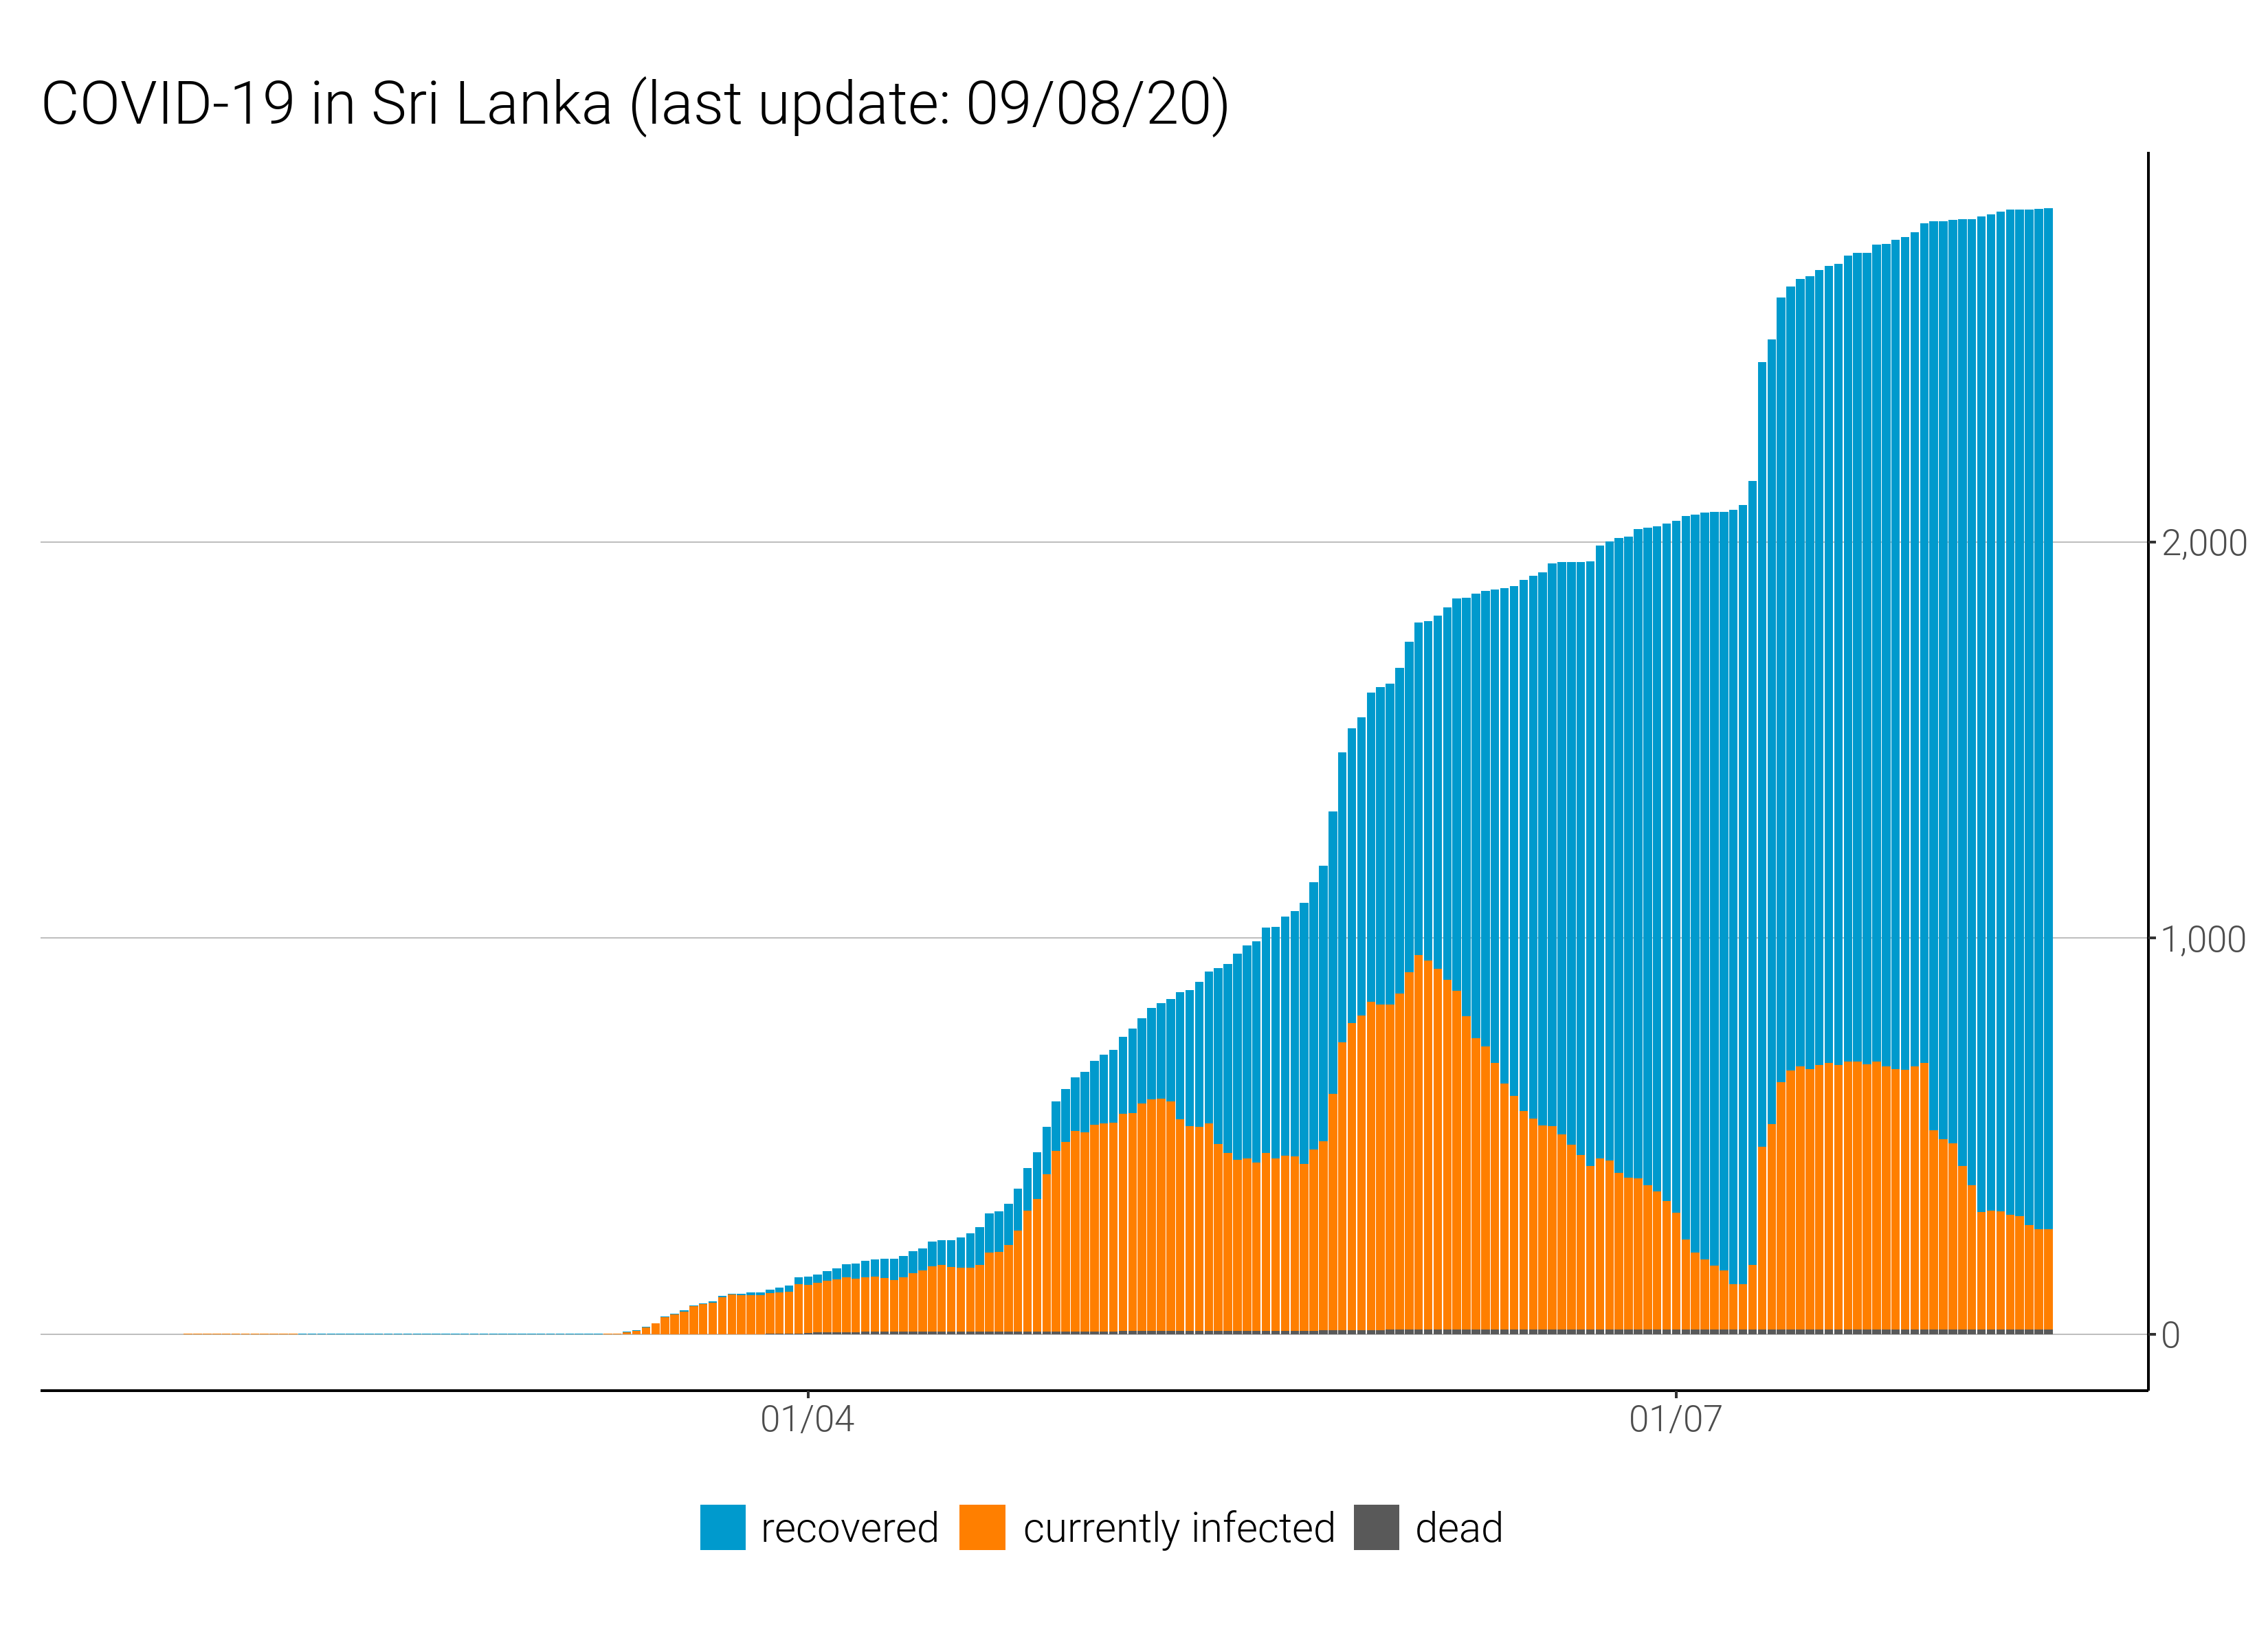 COVID-19 in Sri Lanka (last update: 09/08/20)
2,000
1,000
0
01/04 01/07
recovered currently infected dead